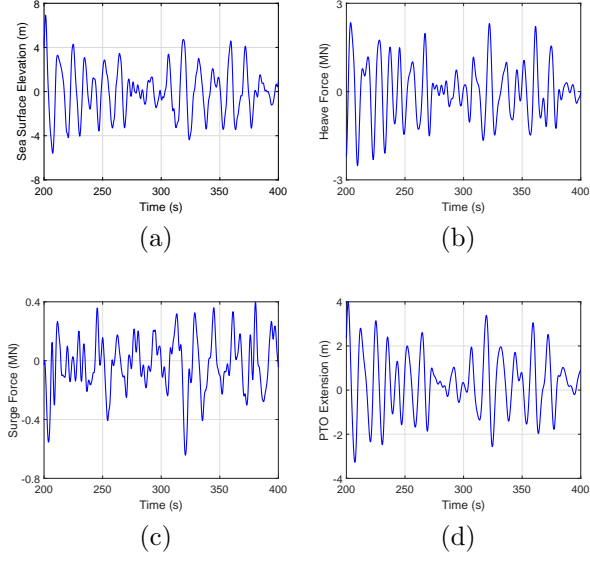 8
4
0
-4
-8
200 250 300 350 400
Time (s)
Sea Surface Elevation (m)
(a)
3
0
-3
200 250 300 350 400
Time (s)
Heave Force (MN)
(b)
0.4
0
-0.4
-0.8
200 250 300 350 400
Time (s)
Surge Force (MN)
(c)
4
2
0
-2
-4
200 250 300 350 400
Time (s)
PTO Extension (m)
(d)